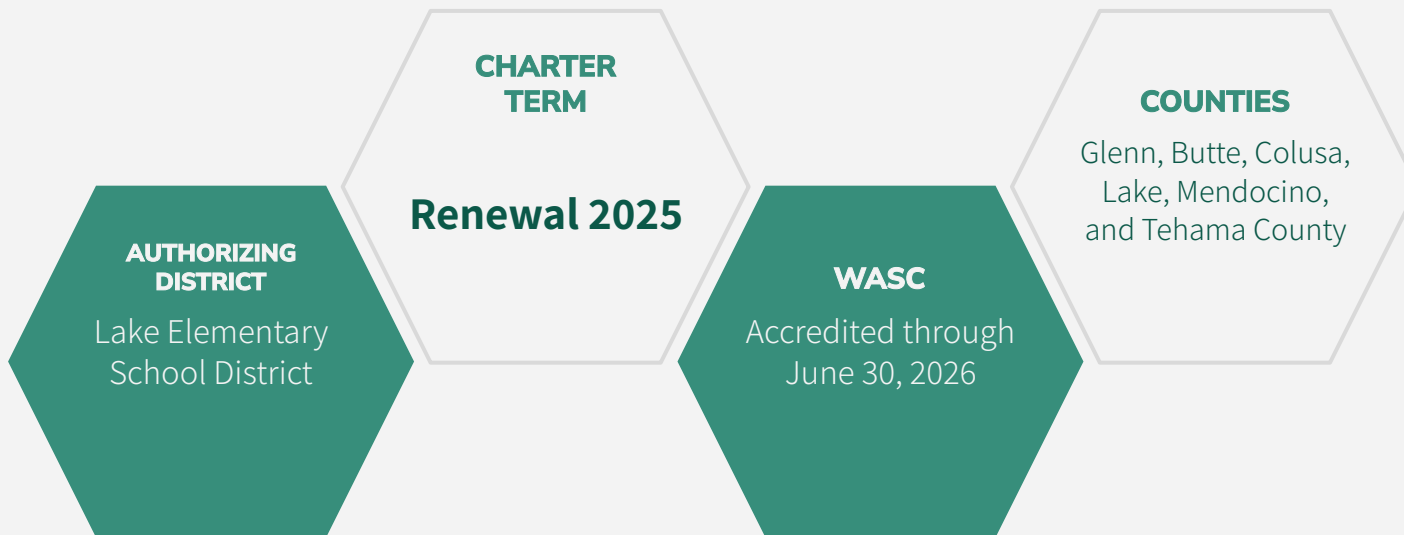 AUTHORIZING
DISTRICT
Lake Elementary
School District
CHARTER
TERM
Renewal 2025
WASC
Accredited through
June 30, 2026
COUNTIES
Glenn, Butte, Colusa,
Lake, Mendocino,
and Tehama County